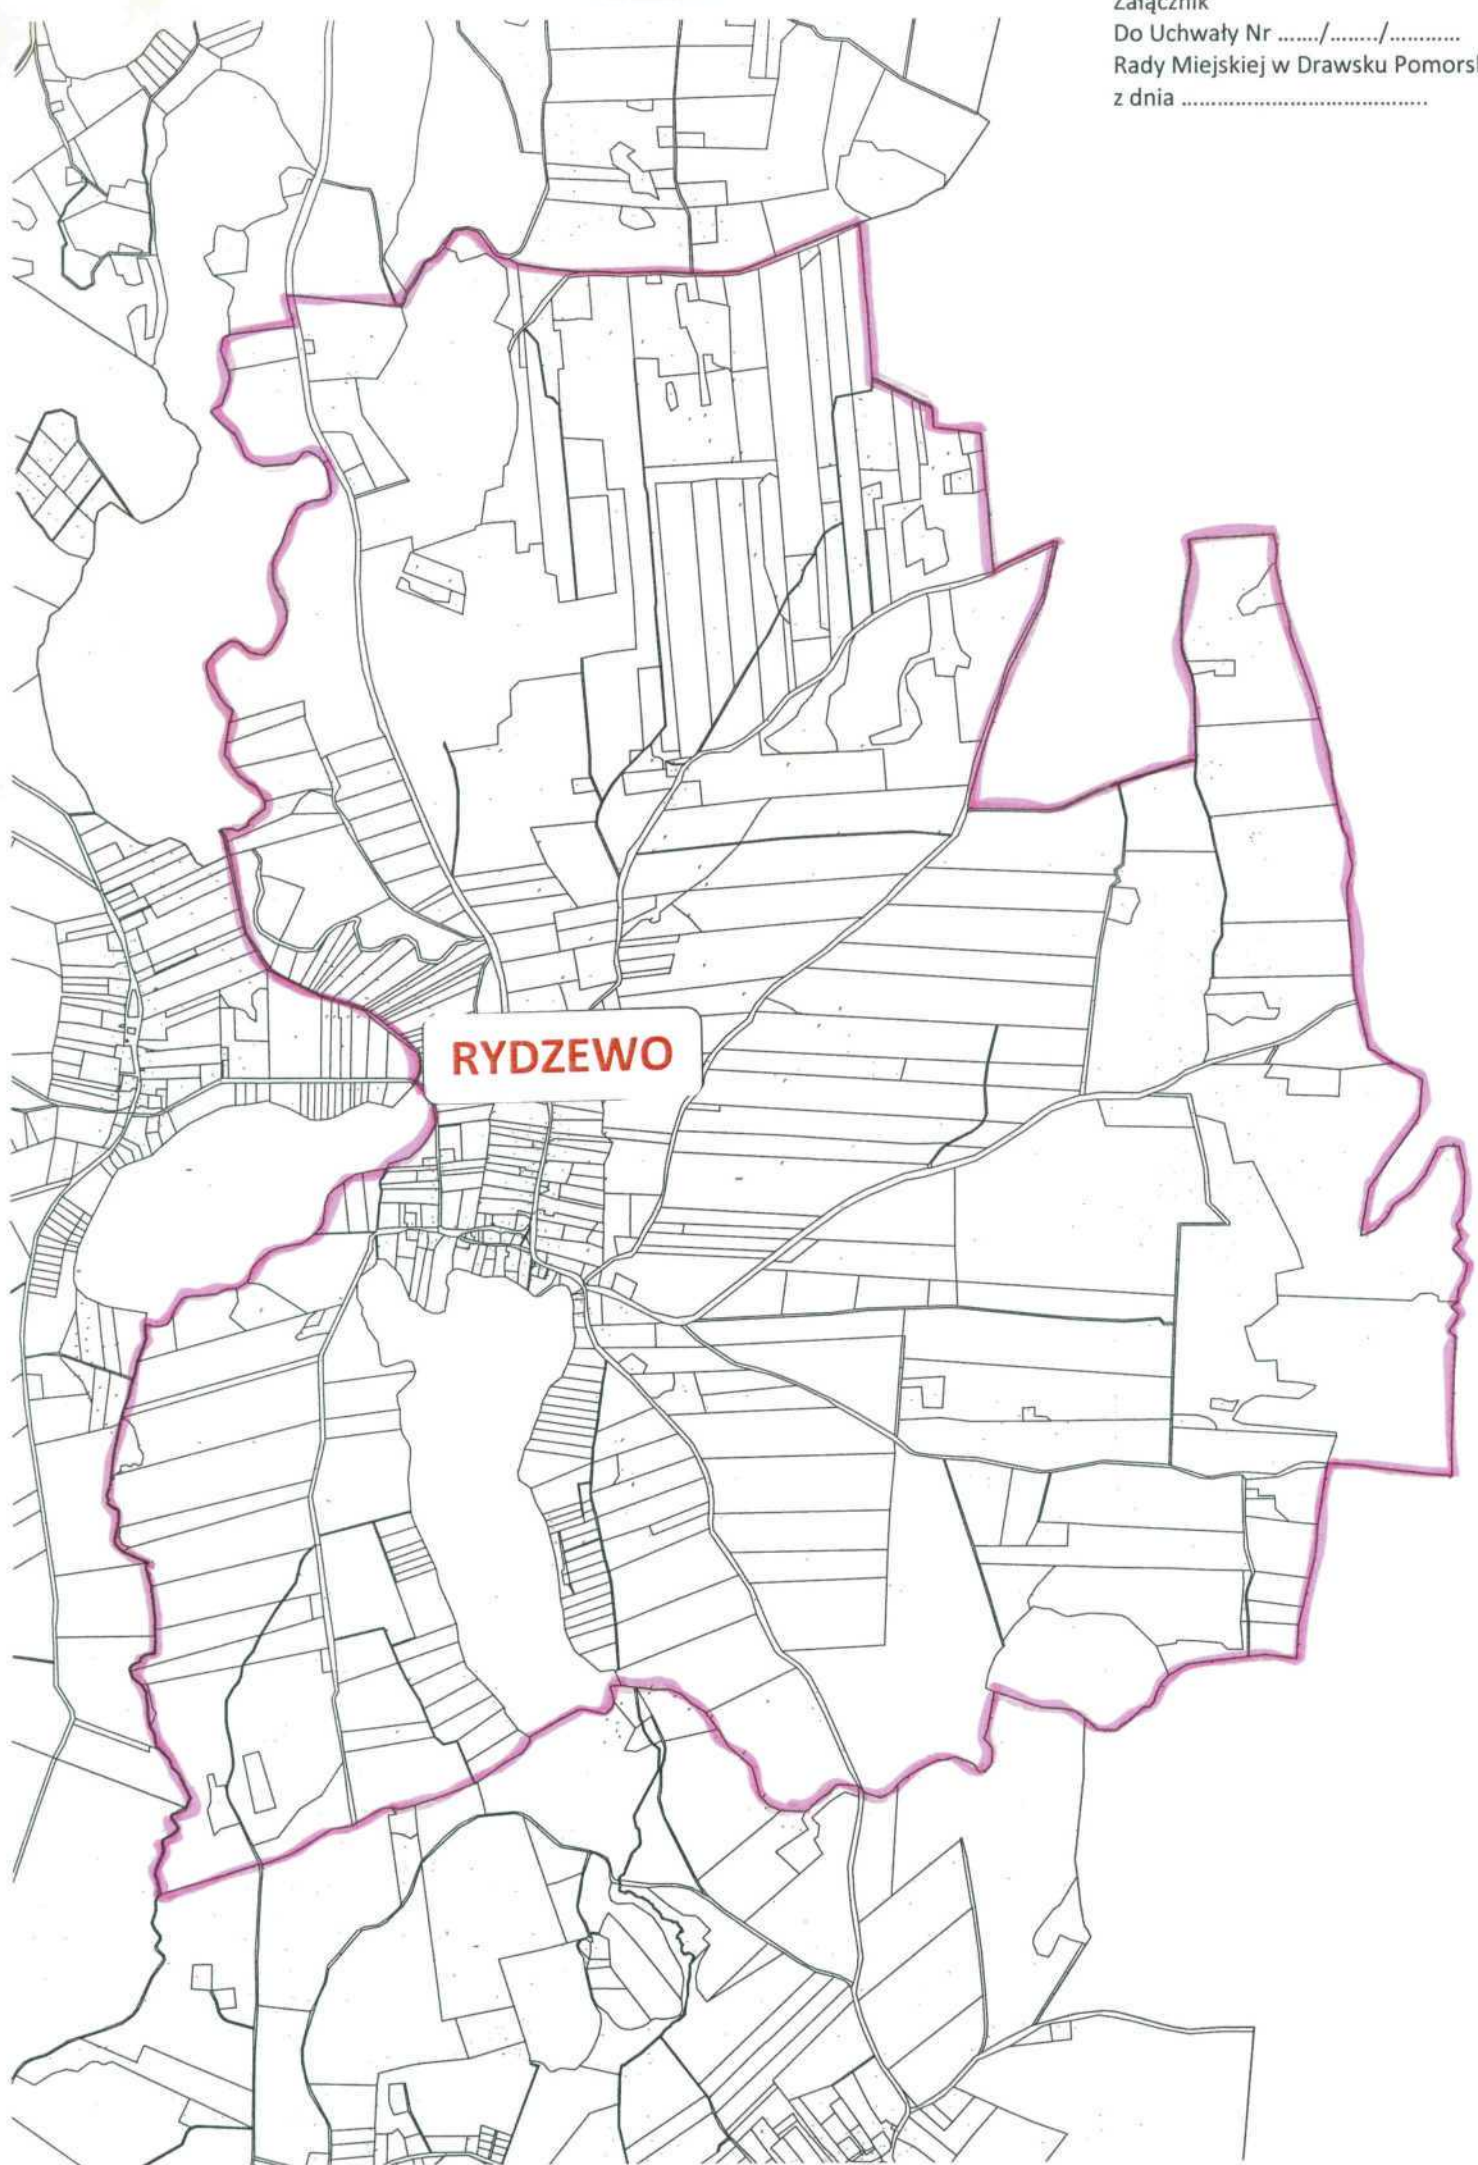 Załącznik
Do Uchwały Nr ......./......../............
Rady Miejskiej w Drawsku Pomorsk
z dnia .........................................
RYDZEWO